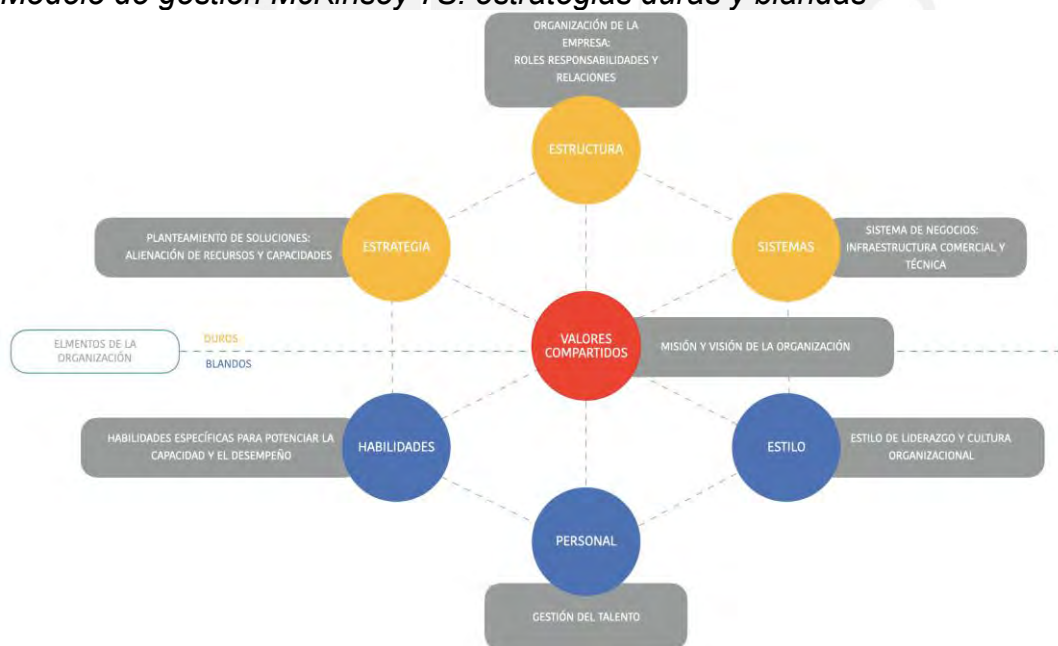 Modelo de gestión McKinsey 7S: estrategias duras y blandas
ORGANIZACIÓN DE LA
EMPRESA:
ROLES RESPONSABILIDADES Y
RELACIONES
ESTRUCTURA
PLANTEAMIENTO DE SOLUCIONES:
ALIENACIÓN DE RECURSOS Y CAPACIDADES
ESTRATEGIA
SISTEMAS
SISTEMA DE NEGOCIOS:
INFRAESTRUCTURA COMERCIAL Y
TÉCNICA
ELMENTOS DE LA
ORGANIZACIÓN
DUROS
BLANDOS
VALORES
COMPARTIDOS
MISIÓN Y VISIÓN DE LA ORGANIZACIÓN
HABILIDADES ESPECÍFICAS PARA POTENCIAR LA
CAPACIDAD Y EL DESEMPEÑO
HABILIDADES
ESTILO
ESTILO DE LIDERAZGO Y CULTURA
ORGANIZACIONAL
PERSONAL
GESTIÓN DEL TALENTO